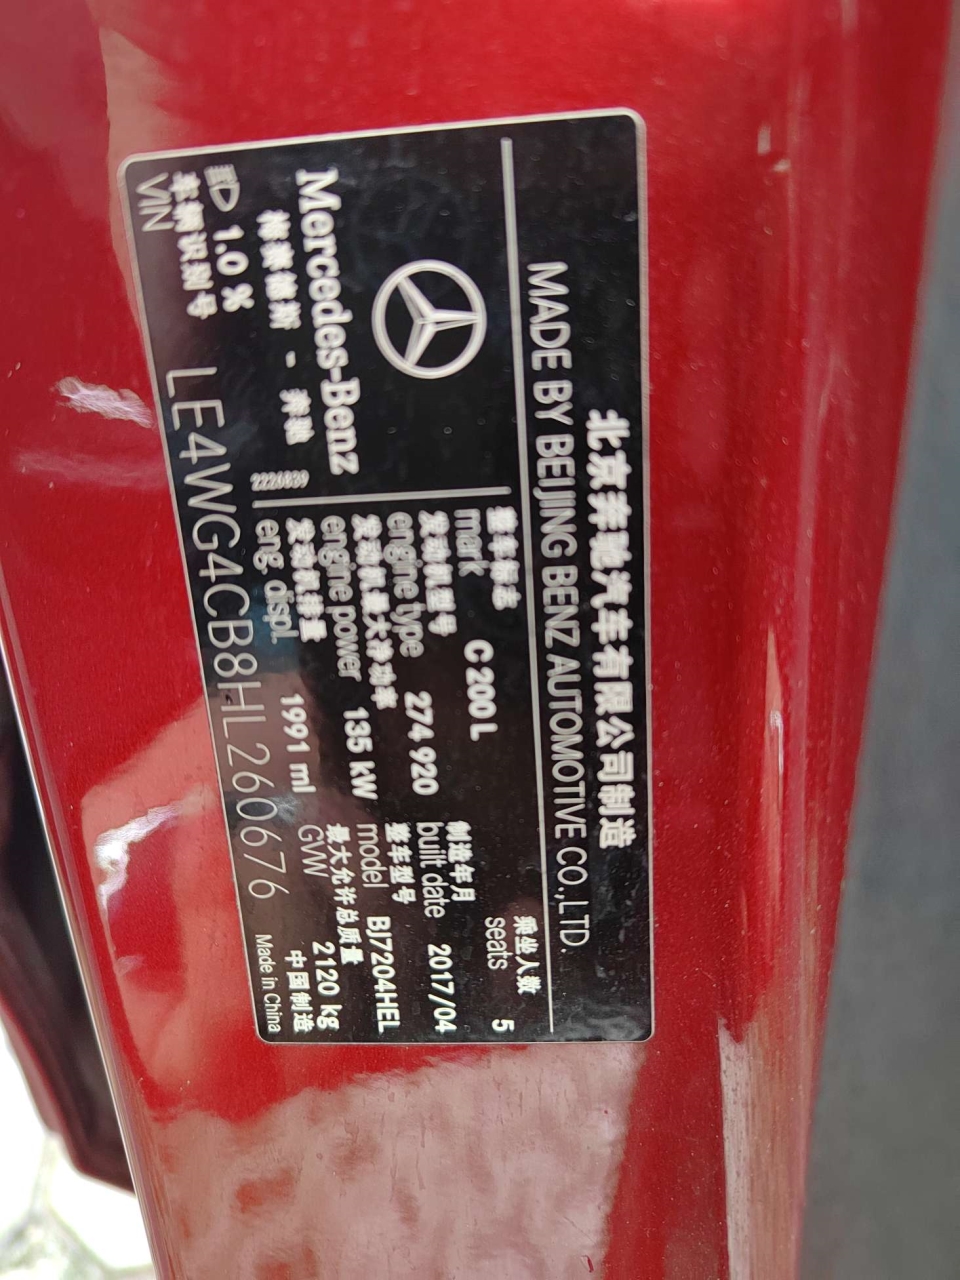 北京奔驰汽车有限公司制造
MADE BY BEIJING BENZ AUTOMOTIVE CO.,LTD.
Mercedes-Benz
梅赛德斯 - 奔驰
2226839
1.0 %
整车标志
mark C 200 L
乘坐人数
seats 5
发动机型号
engine type 274 920
制造年月
built date 2017/04
发动机最大净功率
engine power 135 kW
整车型号
model BJ7204HEL
发动机排量
eng. displ. 1991 ml
最大允许总质量
GVW 2120 kg
车辆识别号
VIN LE4WG4CB8HL260676
中国制造
Made in China